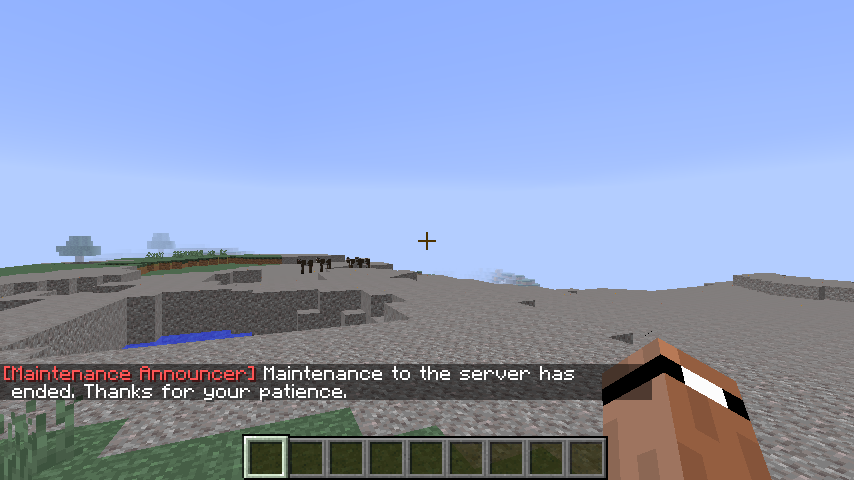 [Maintenance Announcer] Maintenance to the server has
ended. Thanks for your patience.